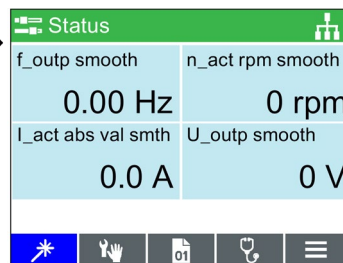 Status
f_outp smooth
n_act rpm smooth
0.00 Hz
0 rpm
I_act abs val smth
U_outp smooth
0.0 A
0 V
01